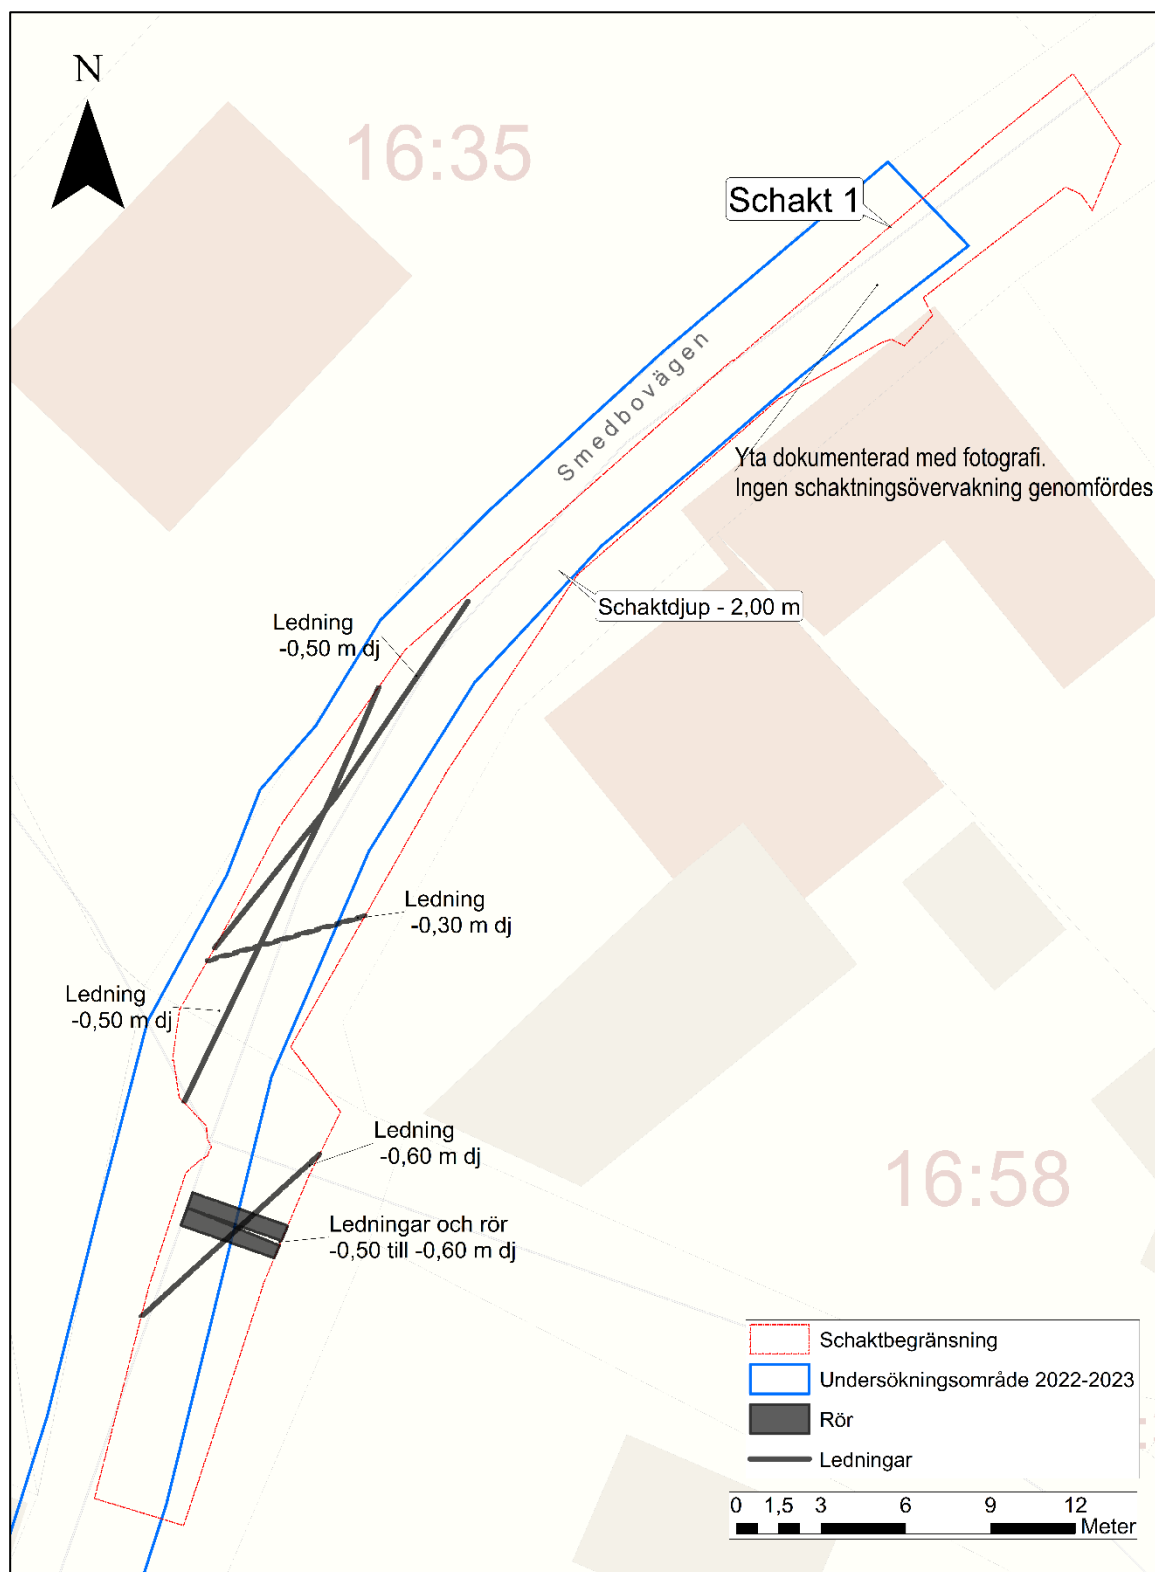 N
16:35
Schakt 1
Smedbovägen
Yta dokumenterad med fotografi.
Ingen schaktningsövervakning genomfördes
Schaktdjup - 2,00 m
Ledning
-0,50 m dj
Ledning
-0,30 m dj
Ledning
-0,50 m dj
Ledning
-0,60 m dj
16:58
Ledningar och rör
-0,50 till -0,60 m dj
Schaktbegränsning
Undersökningsområde 2022-2023
Rör
Ledningar
0 1,5 3 6 9 12
Meter